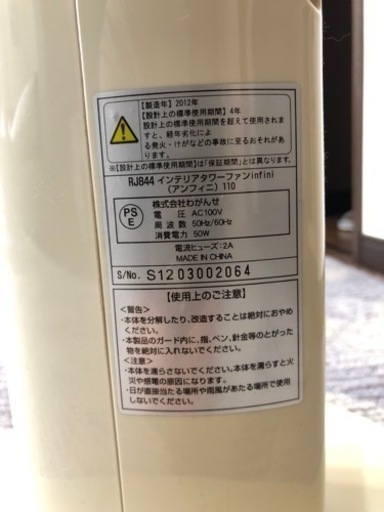 【製造年】2012年
【設計上の標準使用期間】4年
設計上の標準使用期間を超えて使用されますと、経年劣化による発火・けがなどの事故に至るおそれがあります。
※【設計上の標準使用期間】は「保証期間」とは異なります。
RJ844 インテリアタワーファンinfini
(アンフィニ) 110
PS
E
株式会社わがんせ
電 圧 AC100V
周 波 数 50Hz/60Hz
消費電力 50W
電流ヒューズ:2A
MADE IN CHINA
S/No. S1203002064
【使用上のご注意】
<警告>
・本体を分解したり、改造することは絶対におやめください。
・本製品のガード内に、指、ペン、針金等のとがった物を絶対に入れないでください。
<注意>
・本体を濡らさないでください。本体を濡らすと火災や感電の原因になります。
・日が直接当たる場所や雨風があたる場所で使用しないでください。